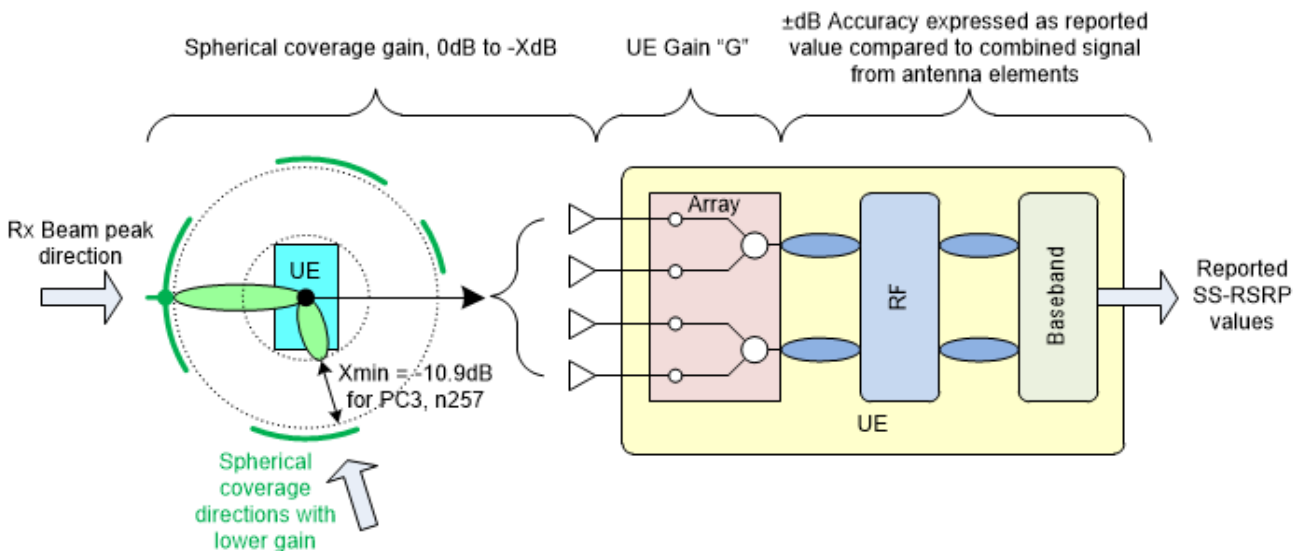 Spherical coverage gain, 0dB to -XdB
UE Gain “G”
±dB Accuracy expressed as reported
value compared to combined signal
from antenna elements
Rx Beam peak
direction
UE
Xmin = -10.9dB
for PC3, n257
Spherical
coverage
directions with
lower gain
Array
RF
Baseband
UE
Reported
SS-RSRP
values